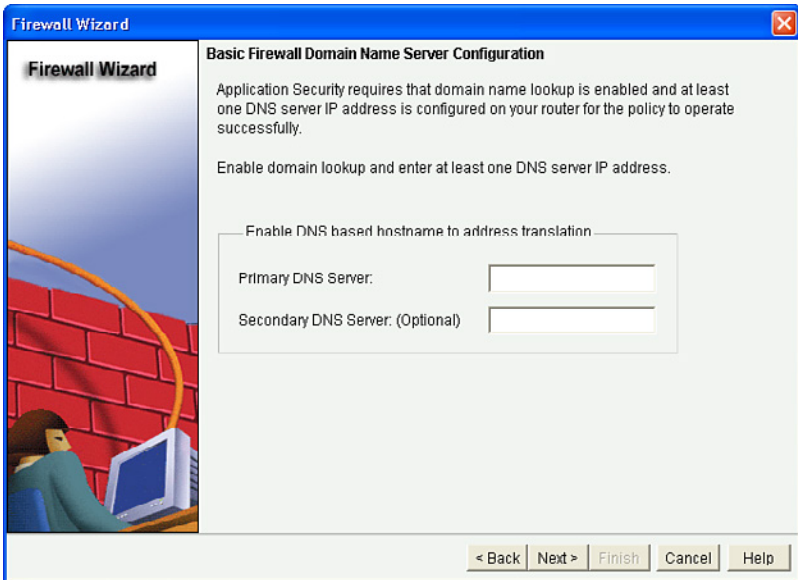 Firewall Wizard
Firewall Wizard
Basic Firewall Domain Name Server Configuration
Application Security requires that domain name lookup is enabled and at least
one DNS server IP address is configured on your router for the policy to operate
successfully.
Enable domain lookup and enter at least one DNS server IP address.
Enable DNS based hostname to address translation
Primary DNS Server:
Secondary DNS Server: (Optional)
< Back Next > Finish Cancel Help